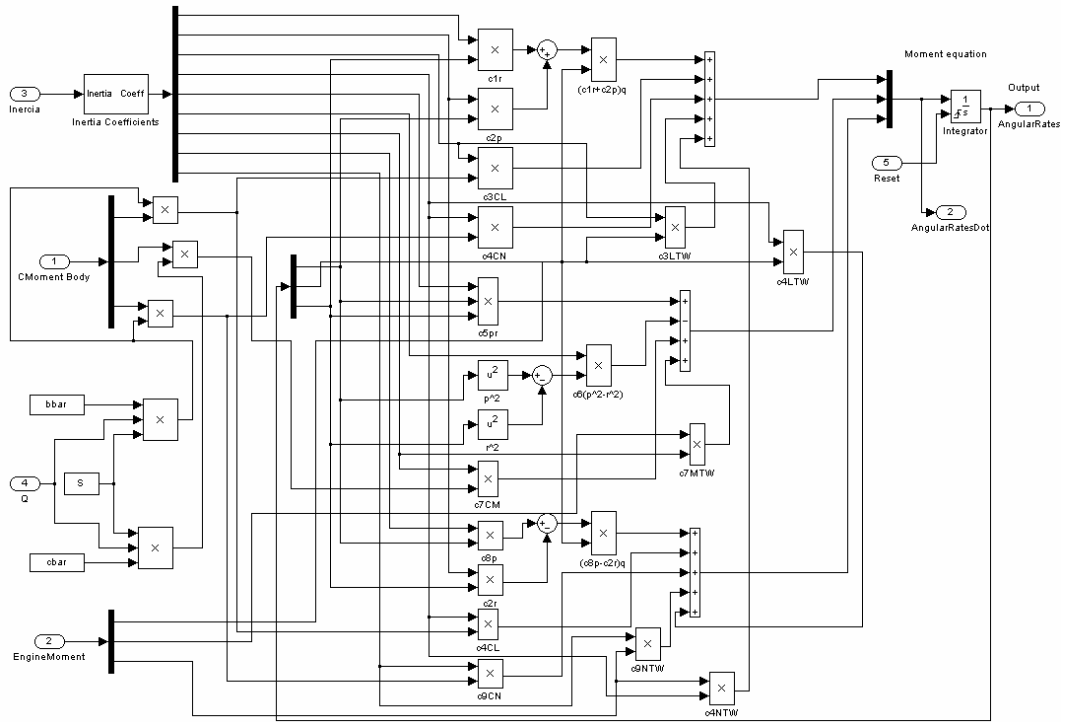 3
Inercia
Inertia Coeff
Inertia Coefficients
×
c1r
+
+
×
(c1r+c2p)q
+
+
+
+
+
×
c2p
×
c3CL
×
c4CN
×
c3LTW
×
c4LTW
Moment equation
1
s
Integrator
Output
1
AngularRates
5
Reset
2
AngularRatesDot
1
CMoment Body
×
×
×
×
c5pr
+
−
+
+
×
c6(p^2-r^2)
u2
p^2
+
−
u2
r^2
×
c7MTW
×
c7CM
bbar
×
4
Q
S
cbar
×
×
c8p
+
−
×
(c8p-c2r)q
+
+
+
+
+
×
c2r
×
c4CL
×
c9NTW
×
c9CN
×
c4NTW
2
EngineMoment